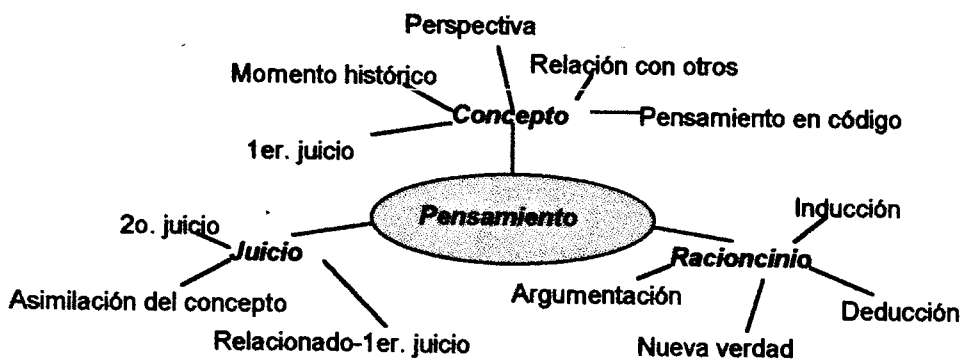 Perspectiva
Momento histórico
Relación con otros
Concepto
Pensamiento en código
1er. juicio
Pensamiento
Inducción
2o. juicio
Juicio
Racioncinio
Asimilación del concepto
Argumentación
Deducción
Relacionado-1er. juicio
Nueva verdad